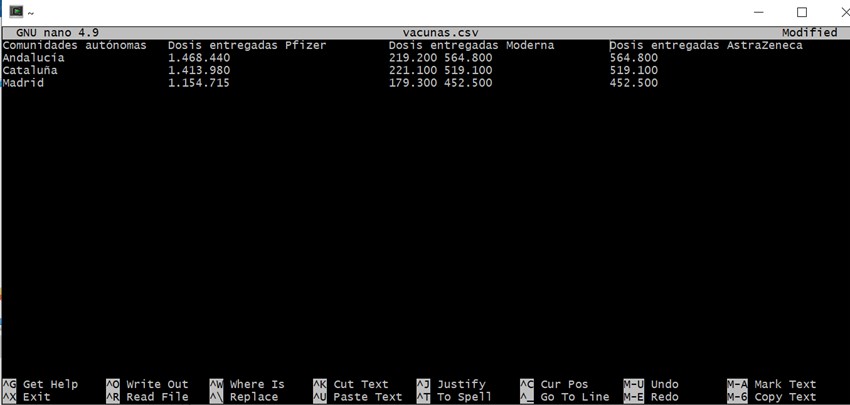 ~
GNU nano 4.9 vacunas.csv Modified
Comunidades autónomas Dosis entregadas Pfizer Dosis entregadas Moderna Dosis entregadas AstraZeneca
Andalucía 1.468.440 219.200 564.800 564.800
Cataluña 1.413.980 221.100 519.100 519.100
Madrid 1.154.715 179.300 452.500 452.500
^G Get Help ^O Write Out ^W Where Is ^K Cut Text ^J Justify ^C Cur Pos M-U Undo M-A Mark Text
^X Exit ^R Read File ^\ Replace ^U Paste Text ^T To Spell ^_ Go To Line M-E Redo M-6 Copy Text